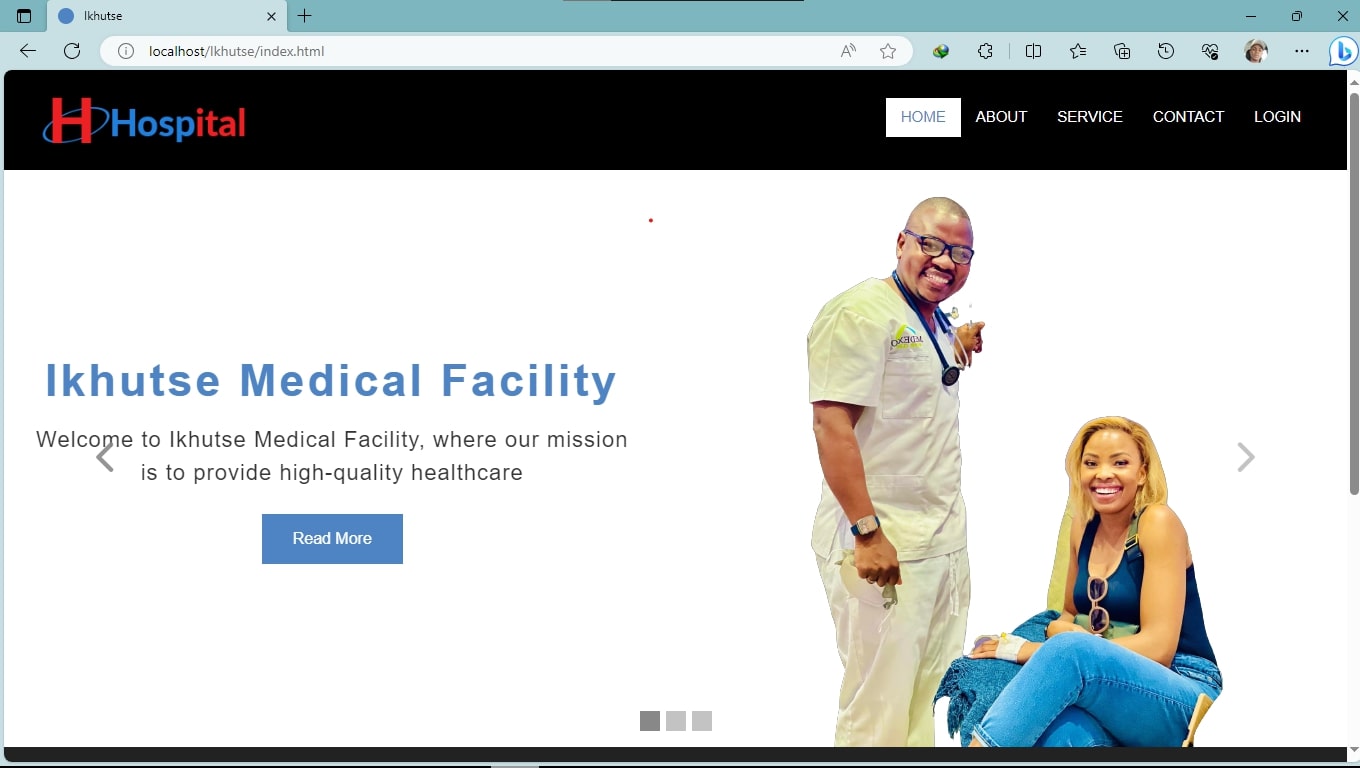 Ikhutse
localhost/Ikhutse/index.html
Hospital
HOME ABOUT SERVICE CONTACT LOGIN
Ikhutse Medical Facility
Welcome to Ikhutse Medical Facility, where our mission
is to provide high-quality healthcare
Read More